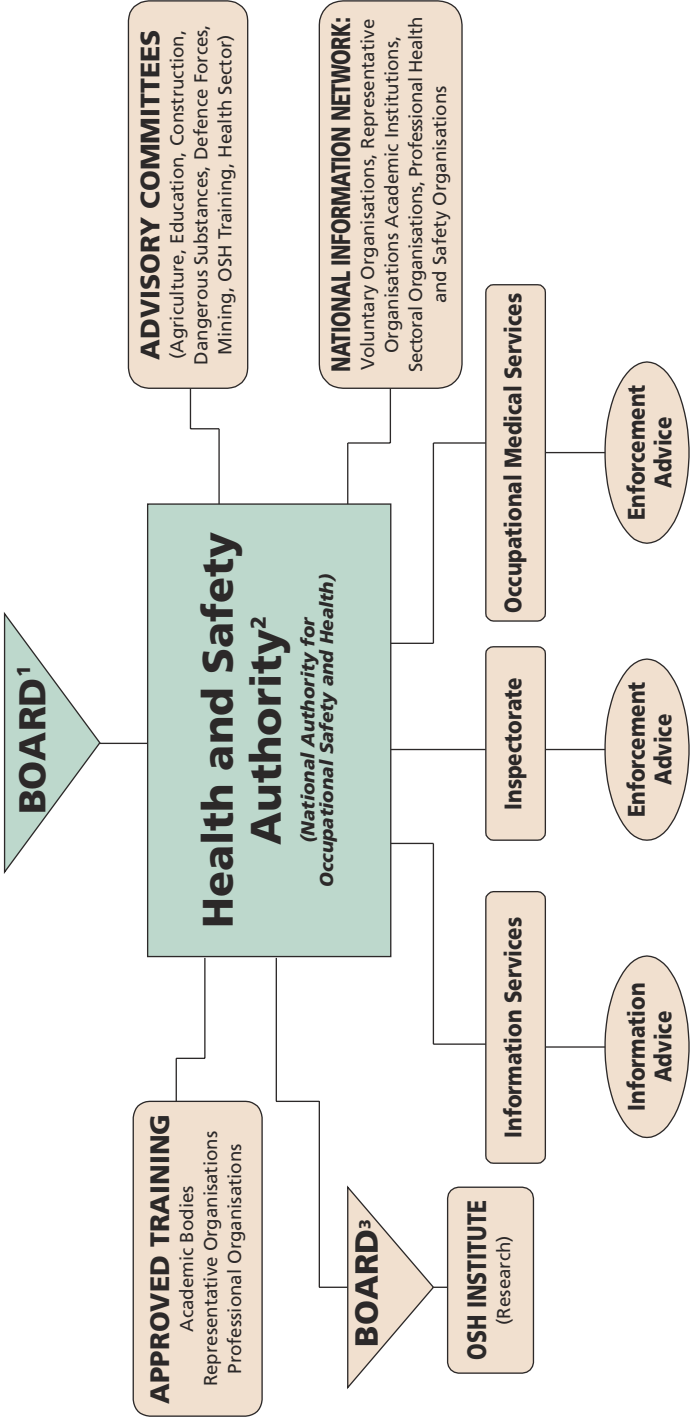 BOARD¹
Health and Safety
Authority²
(National Authority for
Occupational Safety and Health)
APPROVED TRAINING
Academic Bodies
Representative Organisations
Professional Organisations
ADVISORY COMMITTEES
(Agriculture, Education, Construction,
Dangerous Substances, Defence Forces,
Mining, OSH Training, Health Sector)
NATIONAL INFORMATION NETWORK:
Voluntary Organisations, Representative
Organisations Academic Institutions,
Sectoral Organisations, Professional Health
and Safety Organisations
BOARD³
OSH INSTITUTE
(Research)
Information Services
Inspectorate
Occupational Medical Services
Information
Advice
Enforcement
Advice
Enforcement
Advice